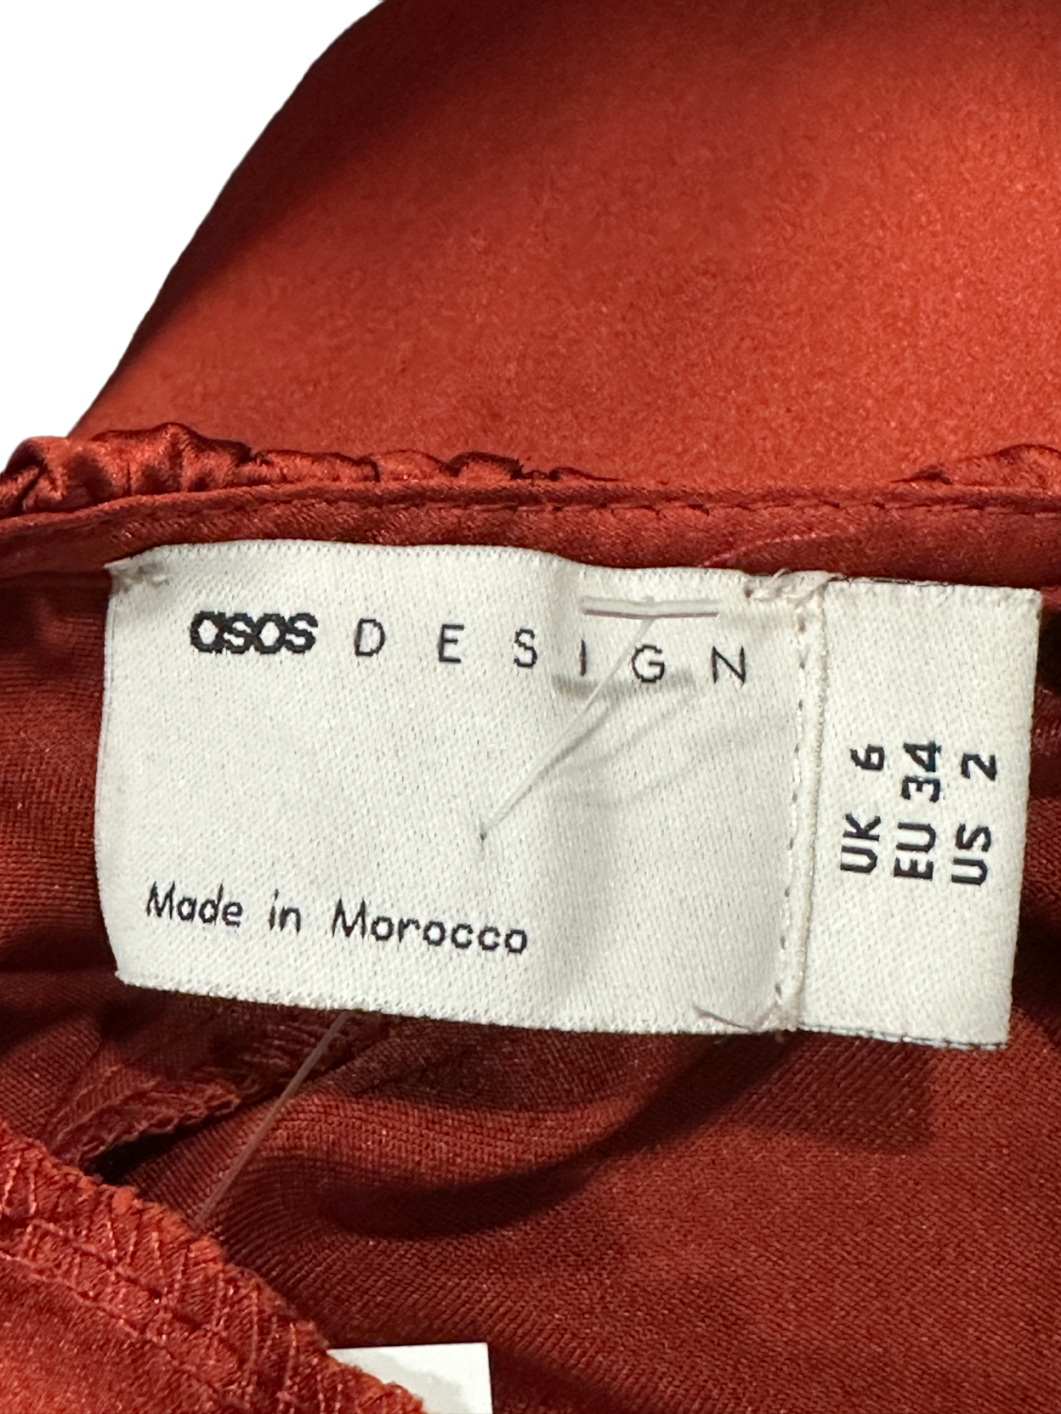 asos DESIGN
Made in Morocco
UK 6
EU 34
US 2